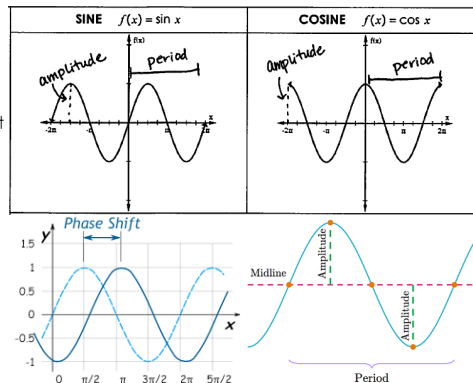 SINE f(x) = sin x
f(x)
amplitude
period
x
-2π -π π 2π
COSINE f(x) = cos x
f(x)
amplitude
period
x
-2π -π π 2π
Phase Shift
y
1.5
1
0.5
0
-0.5
-1
x
0 π/2 π 3π/2 2π 5π/2
Midline
Amplitude
Amplitude
Period